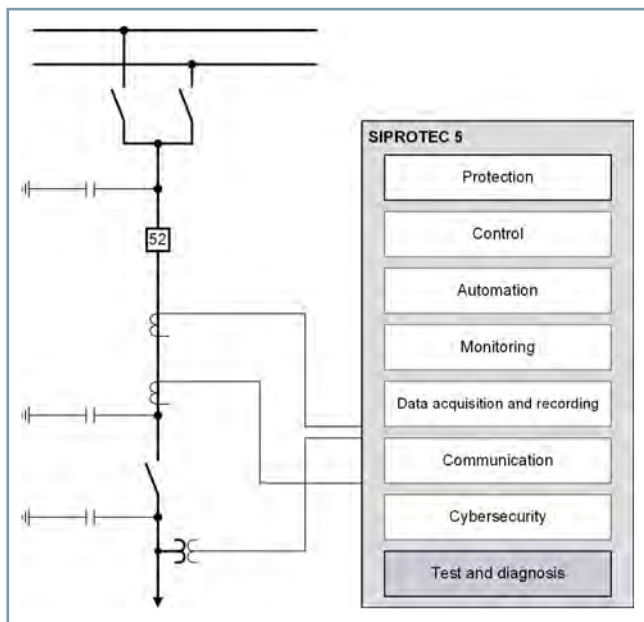 SIPROTEC 5
Protection
Control
52
Automation
Monitoring
Data acquisition and recording
Communication
Cybersecurity
Test and diagnosis